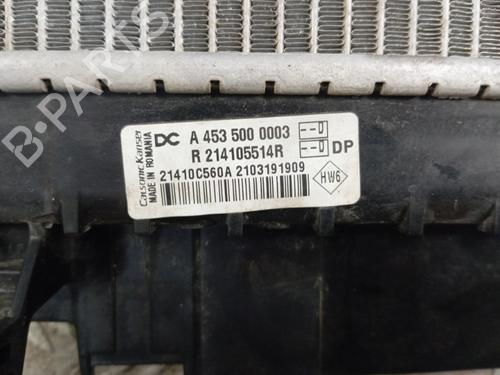 Calsonic Kansei
MADE IN ROMANIA
DC A 453 500 0003
R 214105514R
DP
21410C560A 2103191909
HW6
B-PARTS